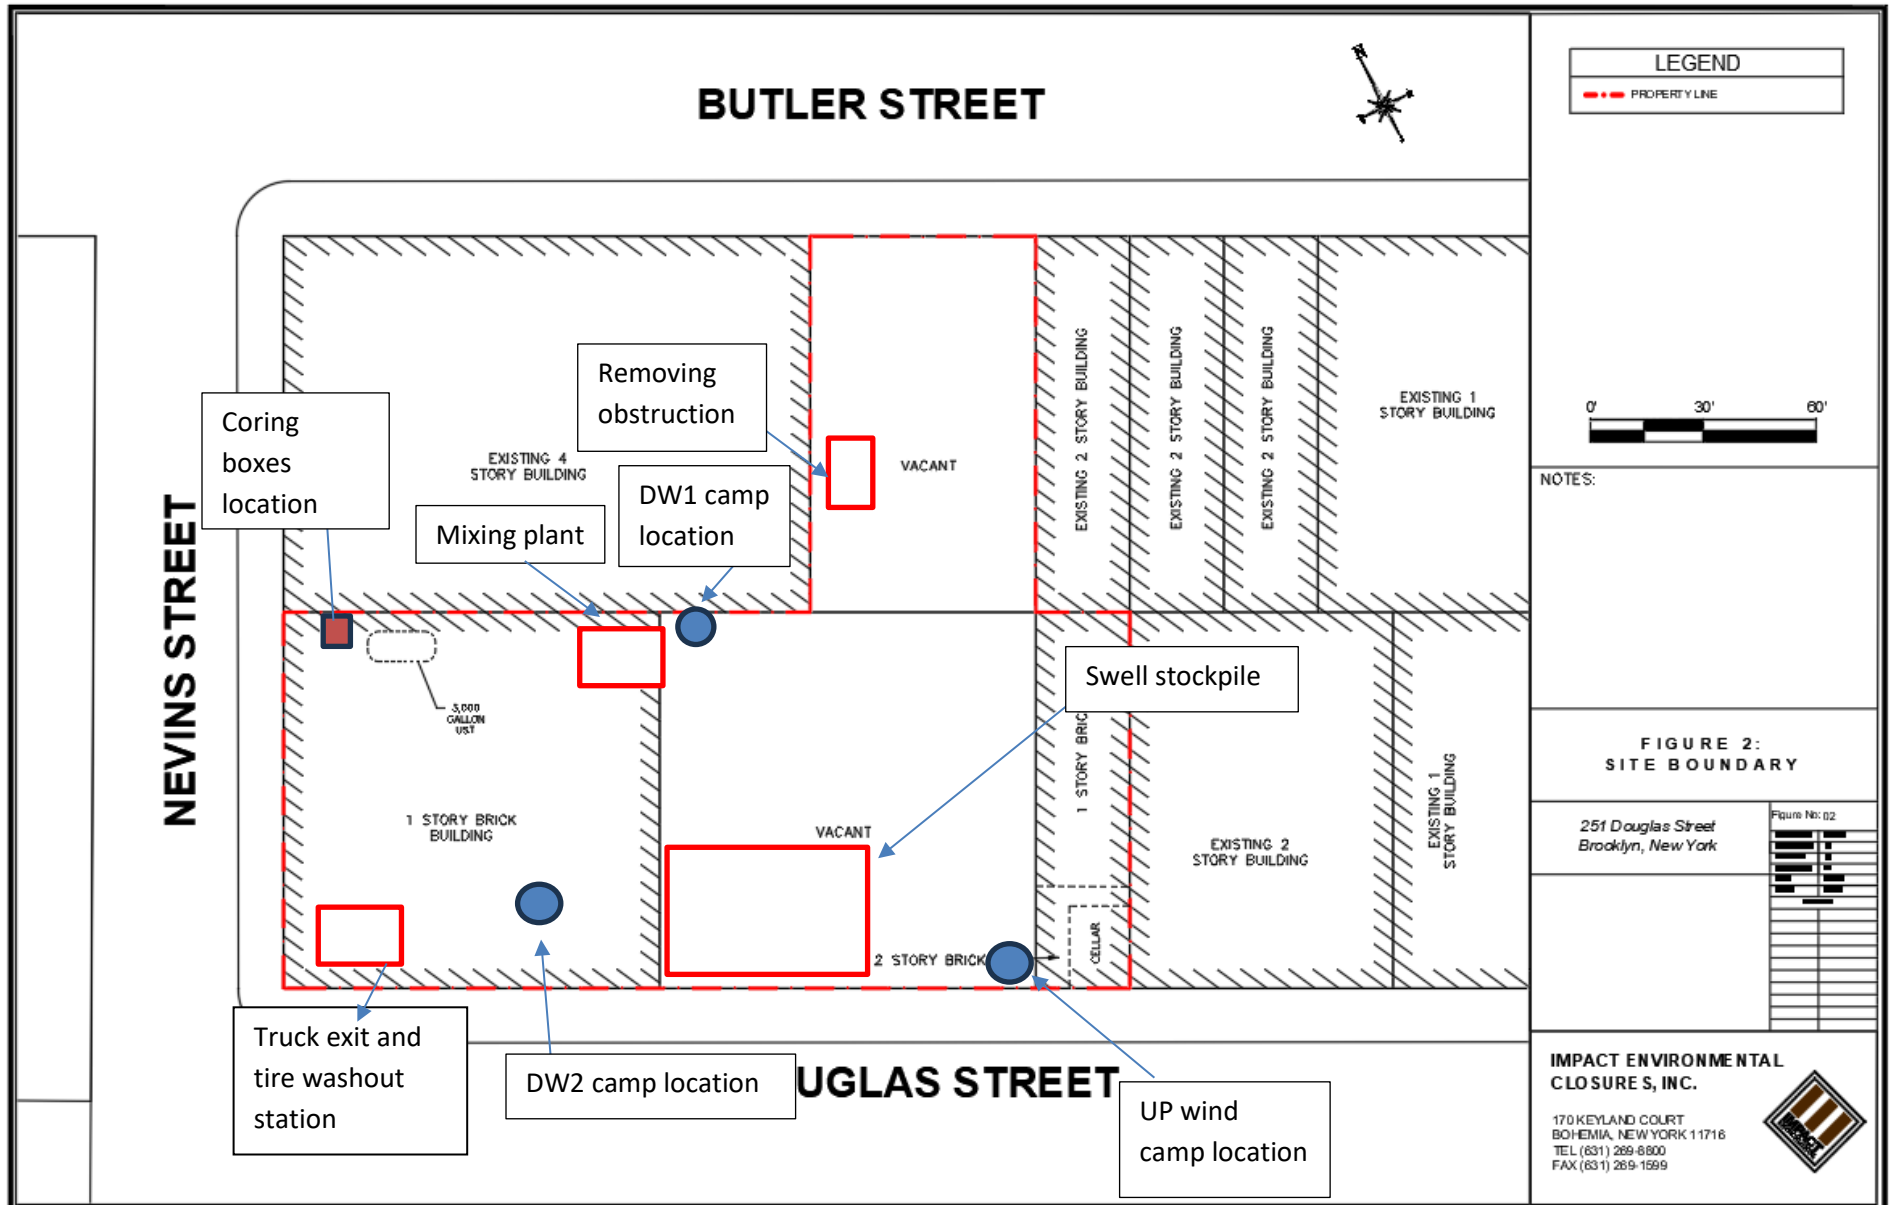 BUTLER STREET
N
LEGEND
PROPERTY LINE
0' 30' 60'
NOTES:
Removing
obstruction
Coring
boxes
location
EXISTING 4
STORY BUILDING
Mixing plant
DW1 camp
location
VACANT
EXISTING 2 STORY BUILDING
EXISTING 2 STORY BUILDING
EXISTING 2 STORY BUILDING
EXISTING 1
STORY BUILDING
NEVINS STREET
3,000
GALLON
UST
Swell stockpile
1 STORY BRIC
1 STORY BRICK
BUILDING
VACANT
EXISTING 2
STORY BUILDING
EXISTING 1
STORY BUILDING
2 STORY BRICK
CELLAR
Truck exit and
tire washout
station
DW2 camp location
UGLAS STREET
UP wind
camp location
FIGURE 2:
SITE BOUNDARY
251 Douglas Street
Brooklyn, New York
Figure No: 02
IMPACT ENVIRONMENTAL
CLOSURES, INC.
170 KEYLAND COURT
BOHEMIA, NEW YORK 11716
TEL (631) 269-8800
FAX (631) 269-1599
IMPACT